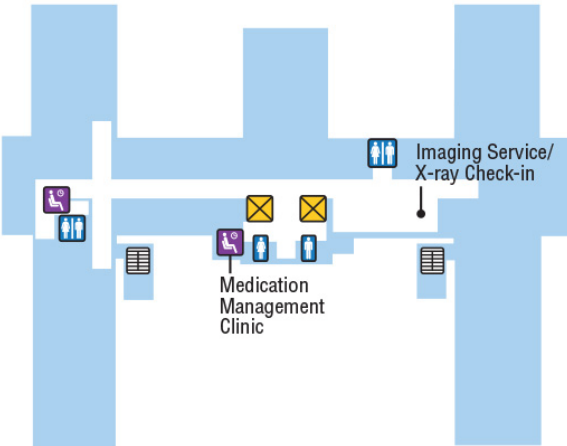 Imaging Service/
X-ray Check-in
Medication
Management
Clinic